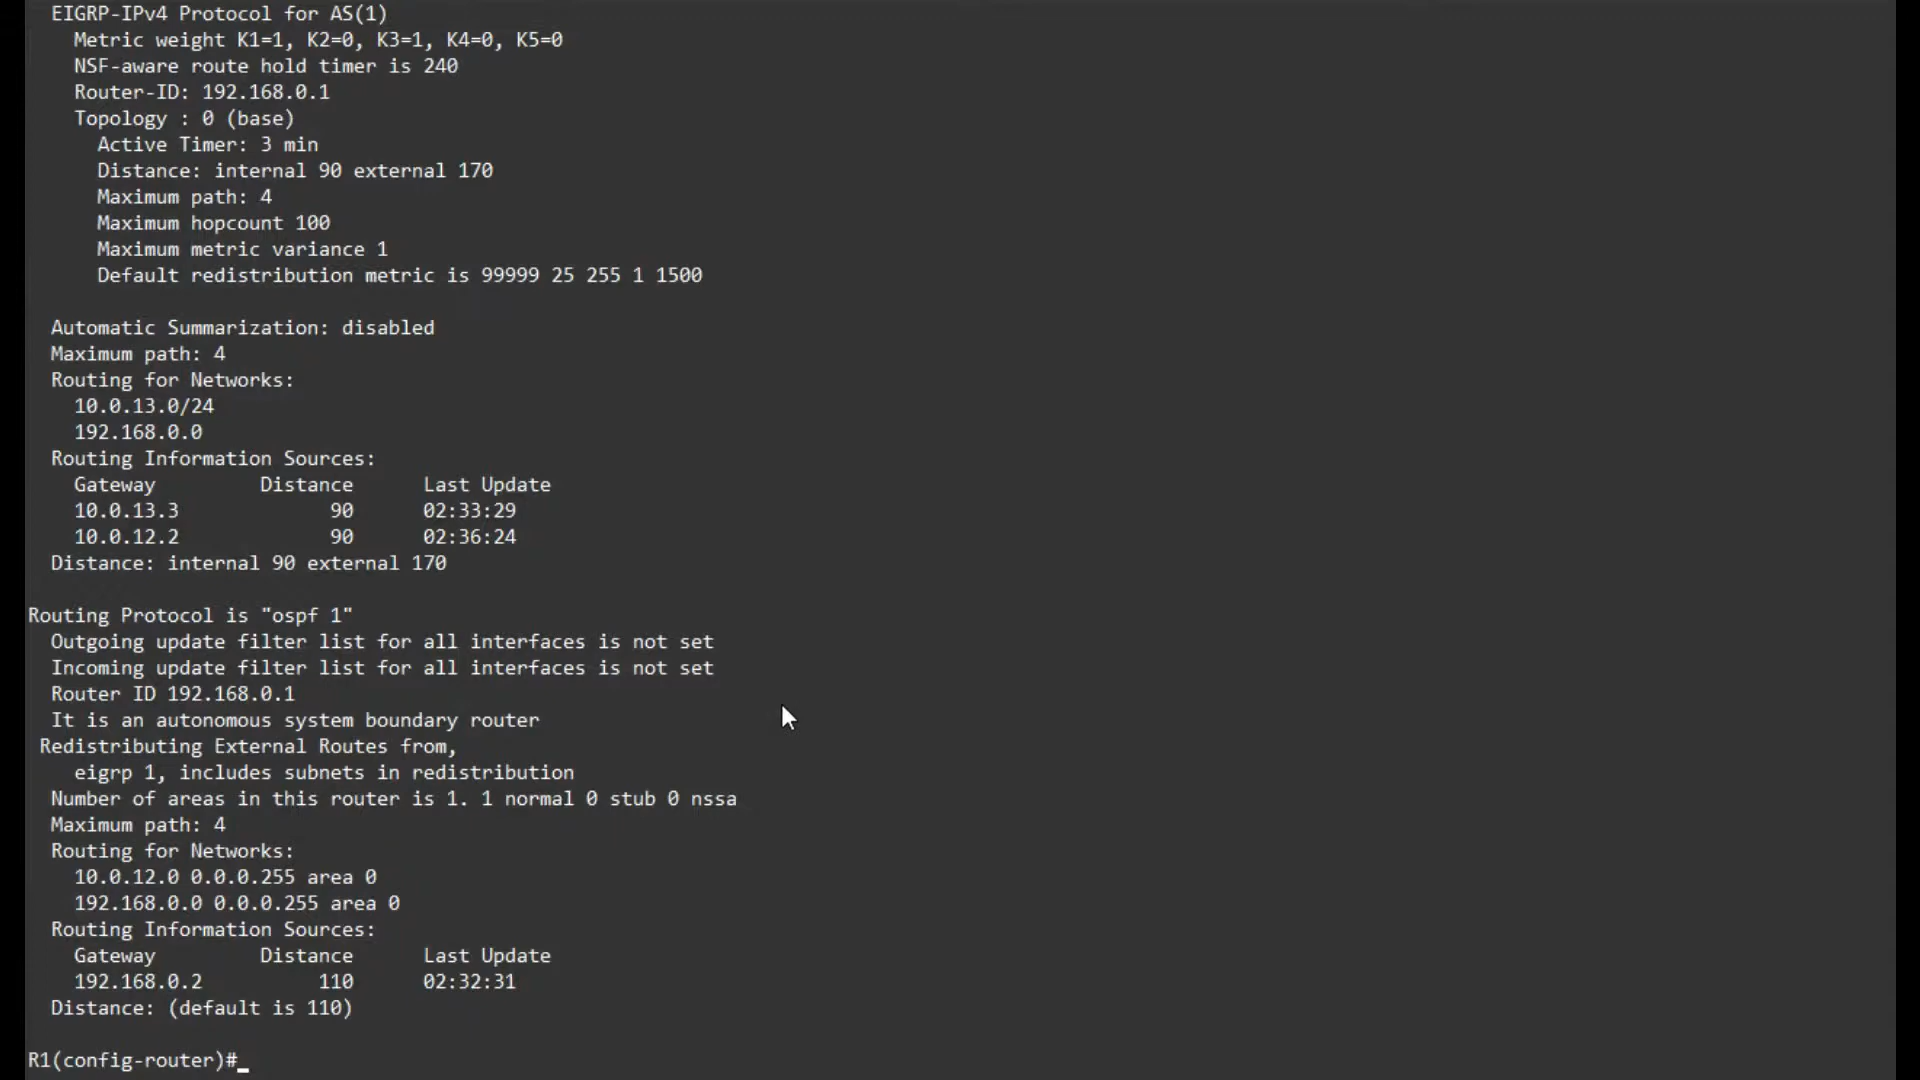 EIGRP-IPv4 Protocol for AS(1)
Metric weight K1=1, K2=0, K3=1, K4=0, K5=0
NSF-aware route hold timer is 240
Router-ID: 192.168.0.1
Topology : 0 (base)
Active Timer: 3 min
Distance: internal 90 external 170
Maximum path: 4
Maximum hopcount 100
Maximum metric variance 1
Default redistribution metric is 99999 25 255 1 1500
Automatic Summarization: disabled
Maximum path: 4
Routing for Networks:
10.0.13.0/24
192.168.0.0
Routing Information Sources:
Gateway Distance Last Update
10.0.13.3 90 02:33:29
10.0.12.2 90 02:36:24
Distance: internal 90 external 170
Routing Protocol is "ospf 1"
Outgoing update filter list for all interfaces is not set
Incoming update filter list for all interfaces is not set
Router ID 192.168.0.1
It is an autonomous system boundary router
Redistributing External Routes from,
eigrp 1, includes subnets in redistribution
Number of areas in this router is 1. 1 normal 0 stub 0 nssa
Maximum path: 4
Routing for Networks:
10.0.12.0 0.0.0.255 area 0
192.168.0.0 0.0.0.255 area 0
Routing Information Sources:
Gateway Distance Last Update
192.168.0.2 110 02:32:31
Distance: (default is 110)
R1(config-router)#_